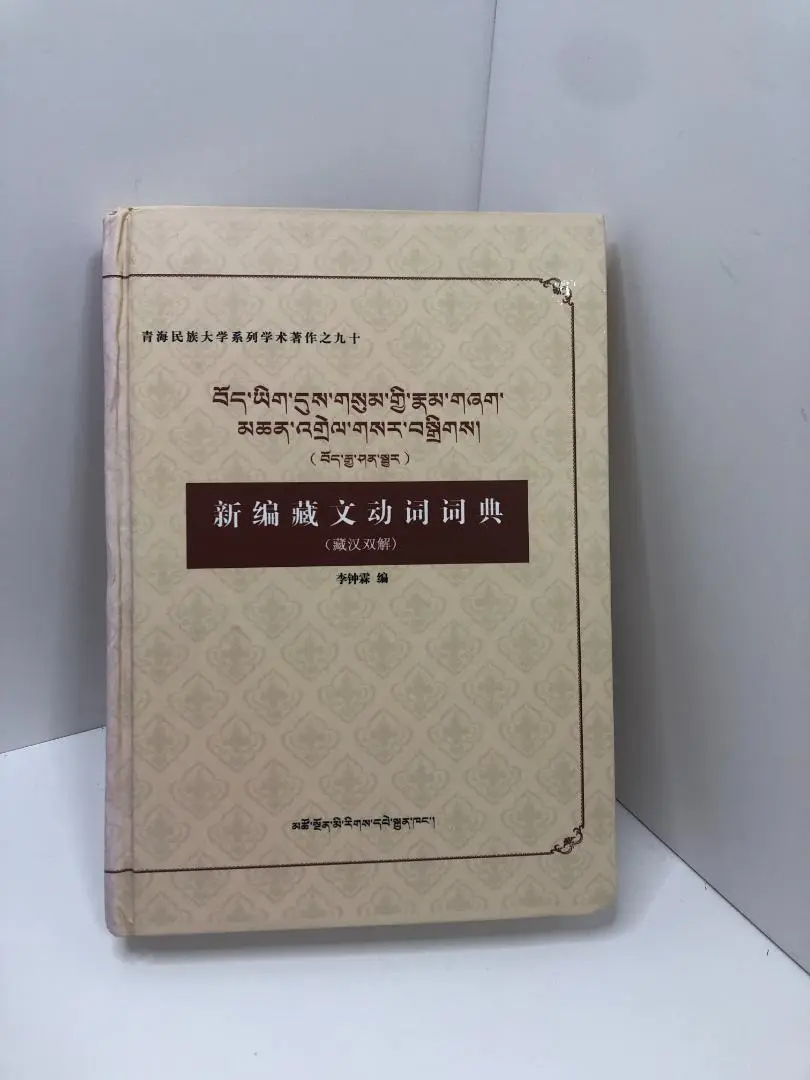 青海民族大学系列学术著作之九十
བོད་ཡིག་དུས་གསུམ་གྱི་རྣམ་གཞག་
མཆན་འགྲེལ་གསར་བསྒྲིགས།
(བོད་རྒྱ་ཤན་སྦྱར)
新编藏文动词词典
（藏汉双解）
李钟霖 编
མཚོ་སྔོན་མི་རིགས་དཔེ་སྐྲུན་ཁང་།